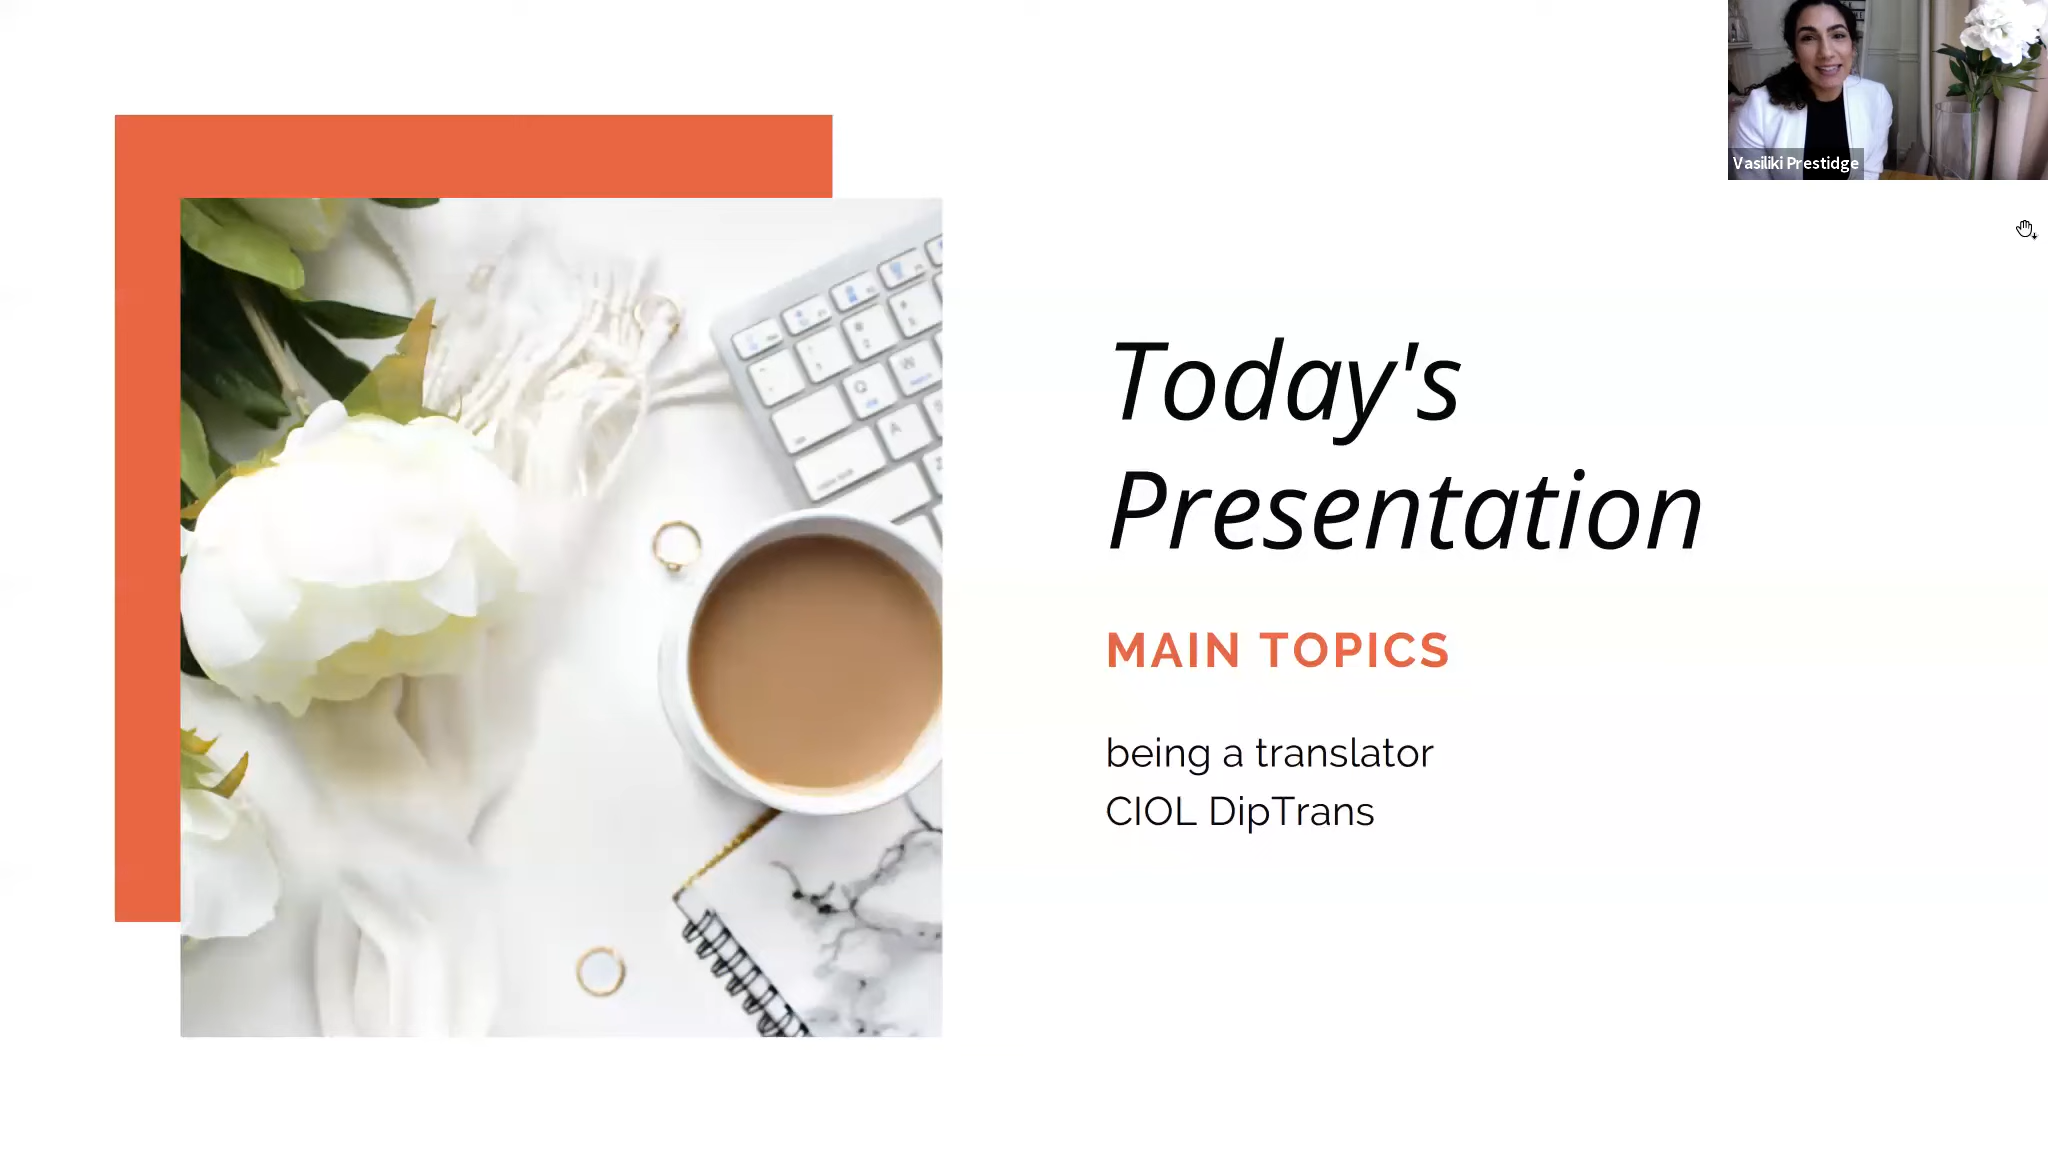 Vasiliki Prestidge
Today's
Presentation
MAIN TOPICS
being a translator
CIOL DipTrans